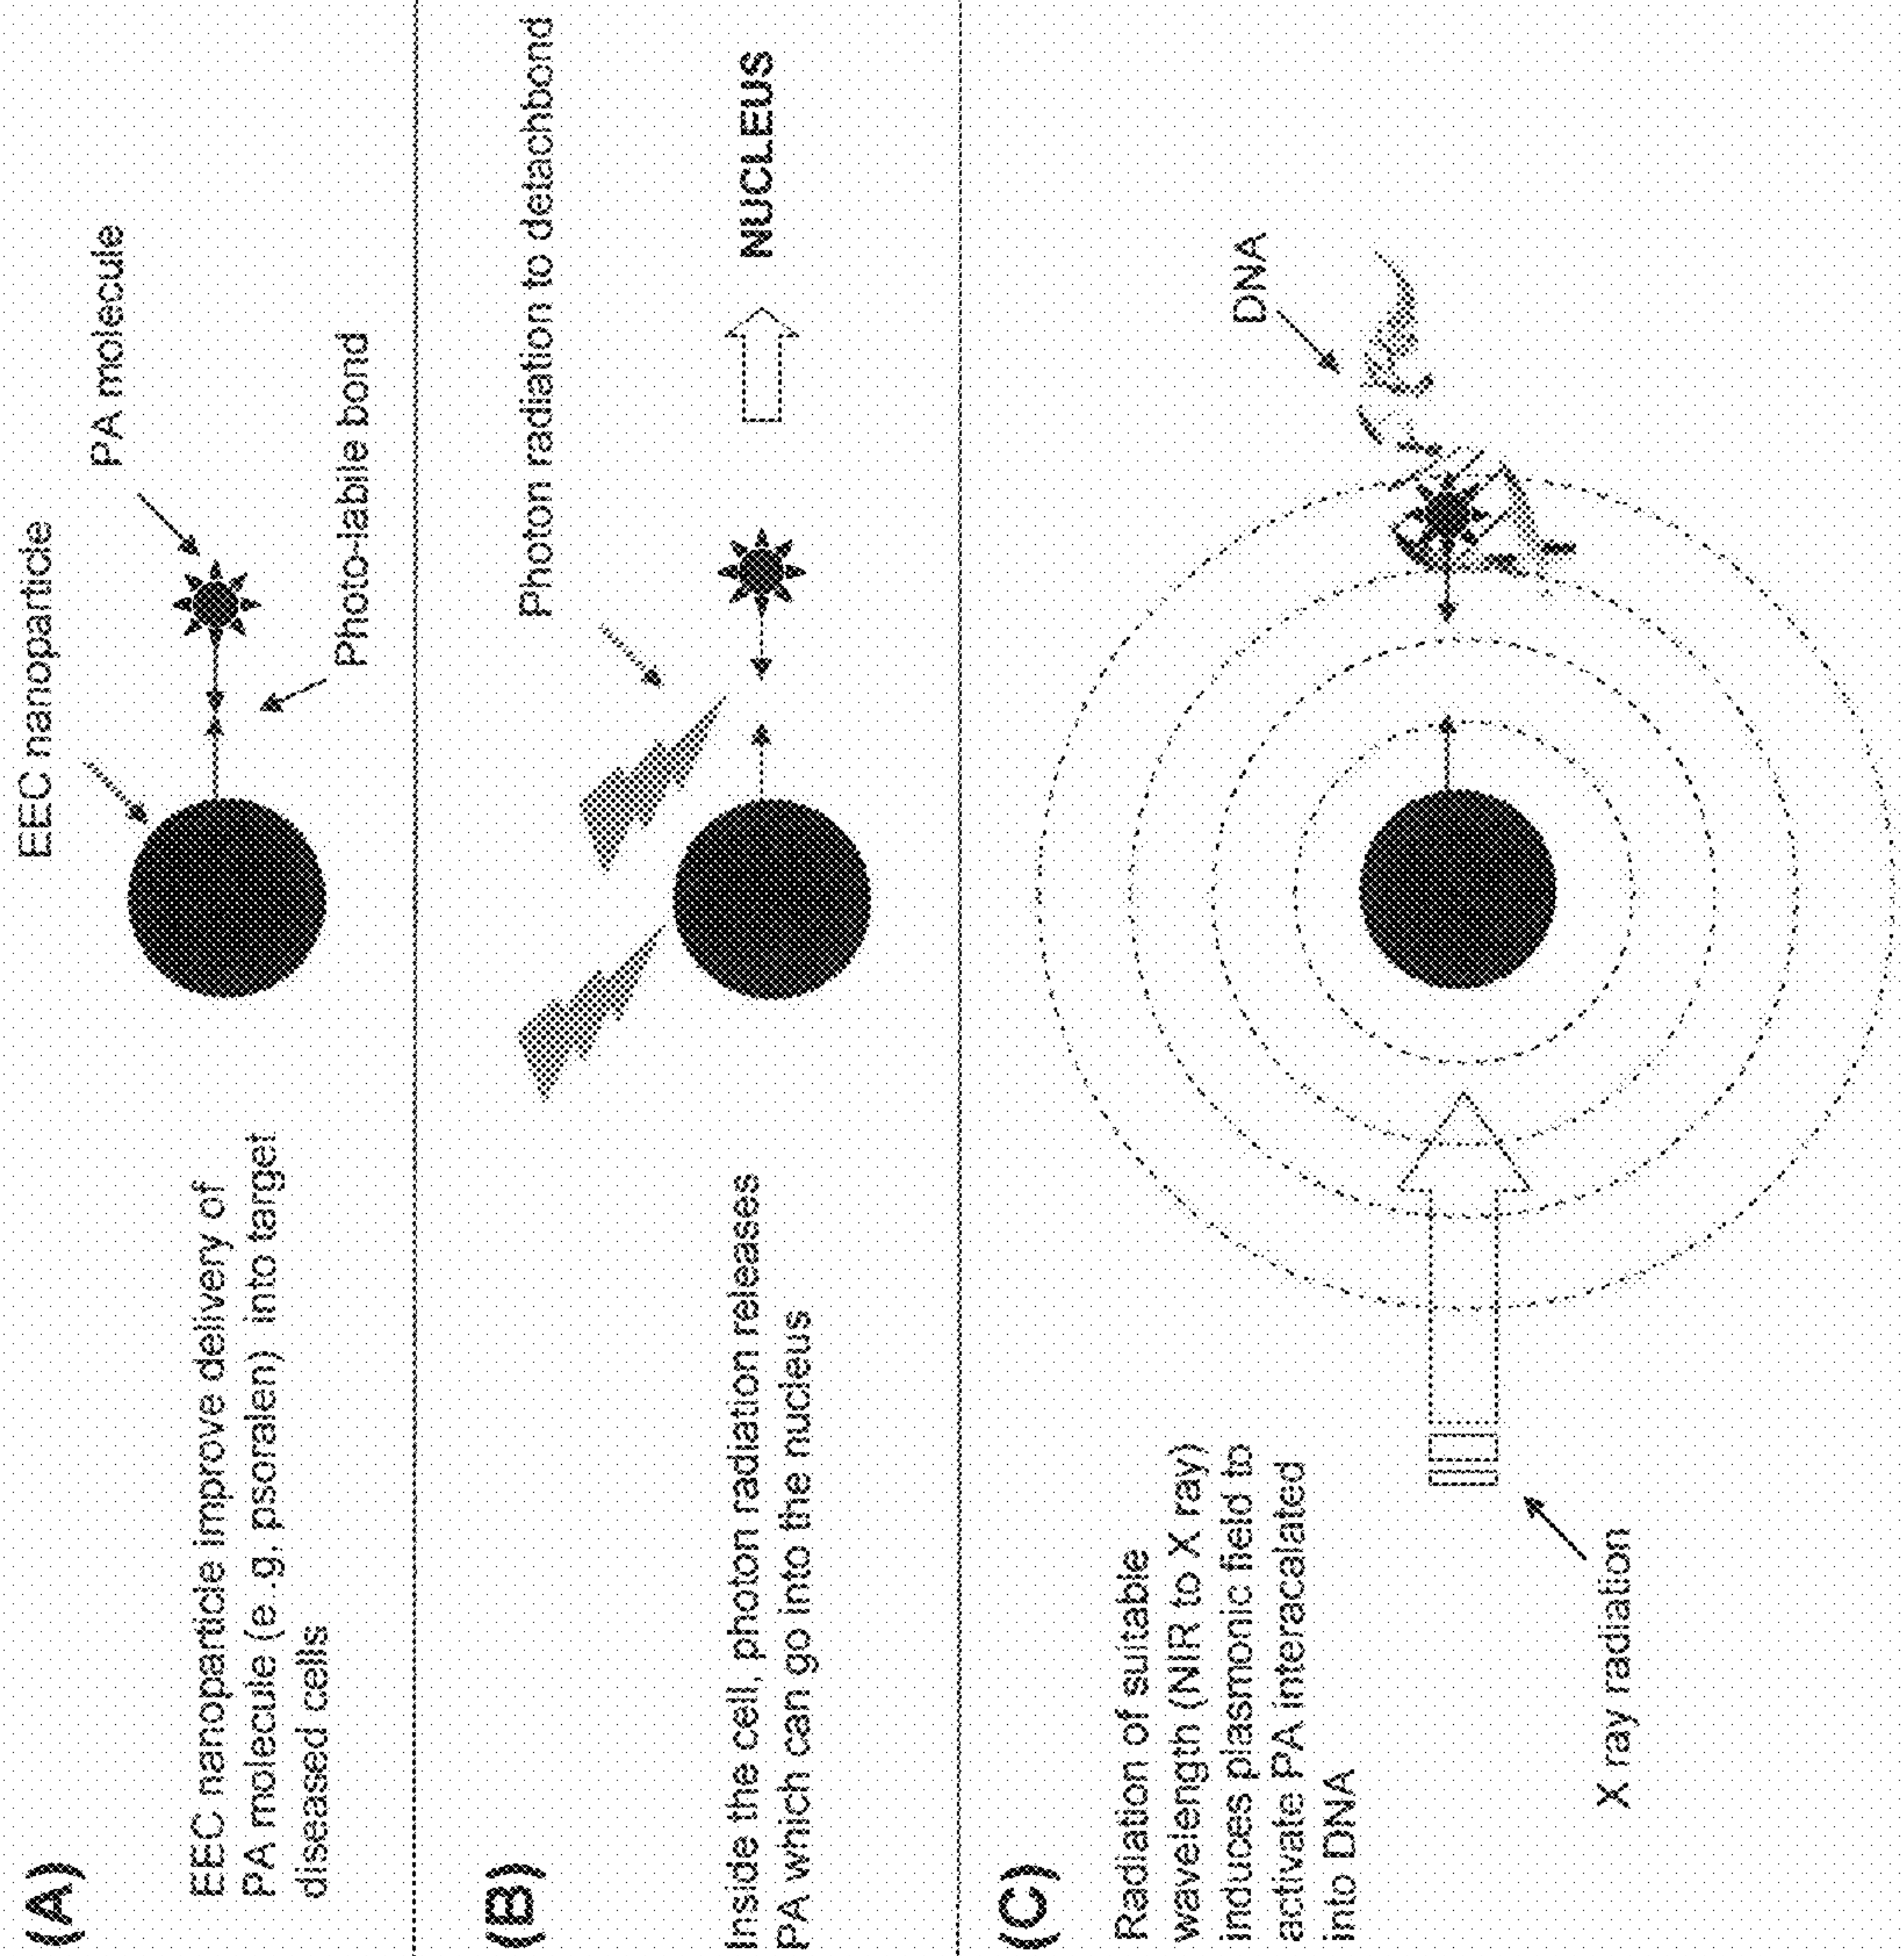 (A)
EEC nanoparticle
PA molecule
Photo-labile bond
EEC nanoparticle improve delivery of
PA molecule (e..g. psoralen) into target
diseased cells
(B)
Photon radiation to detachbond
NUCLEUS
Inside the cell, photon radiation releases
PA which can go into the nucleus
(C)
Radiation of suitable
wavelength (NIR to X ray)
induces plasmonic field to
activate PA interacalated
into DNA
DNA
X ray radiation